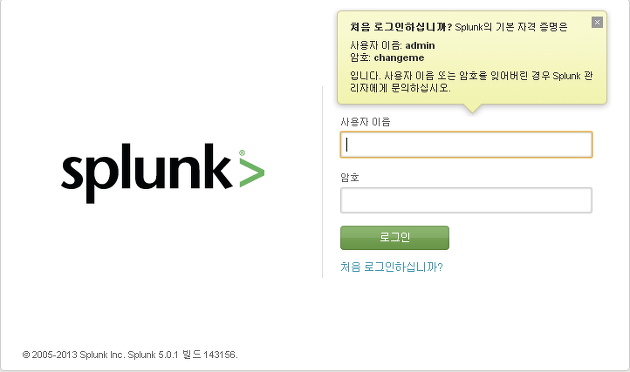 처음 로그인하십니까? Splunk의 기본 자격 증명은
사용자 이름: admin
암호: changeme
입니다. 사용자 이름 또는 암호을 잊어버린 경우 Splunk 관
리자에게 문의하십시오.
splunk>®
사용자 이름
암호
로그인
처음 로그인하십니까?
© 2005-2013 Splunk Inc. Splunk 5.0.1 빌드 143156.